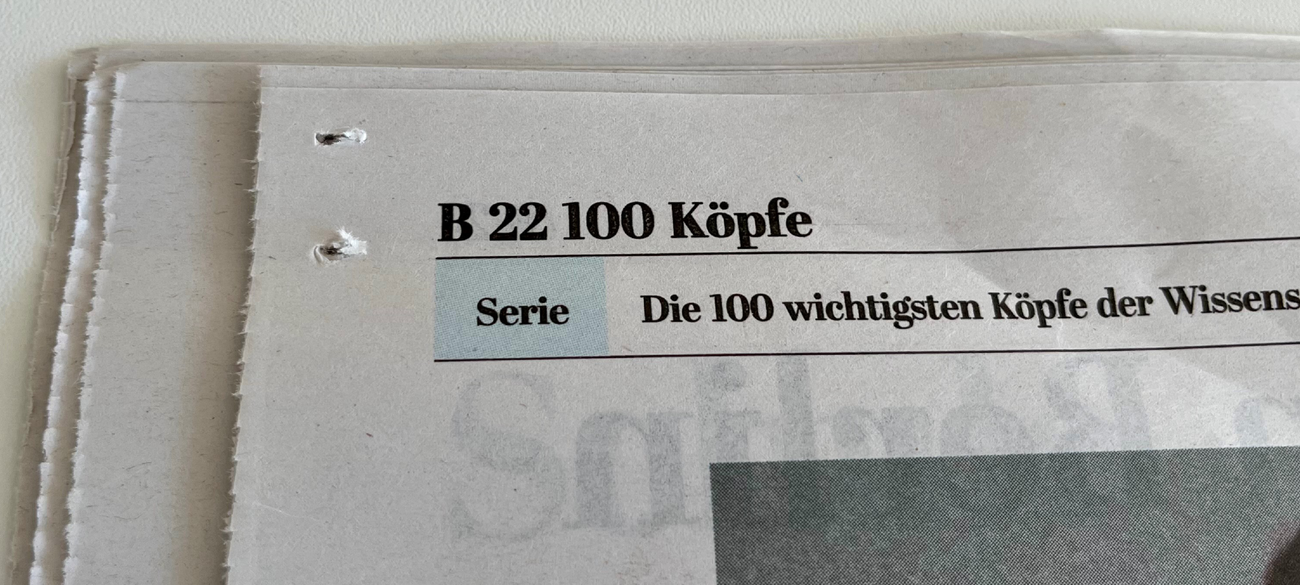 B 22 100 Köpfe
Serie Die 100 wichtigsten Köpfe der Wissens